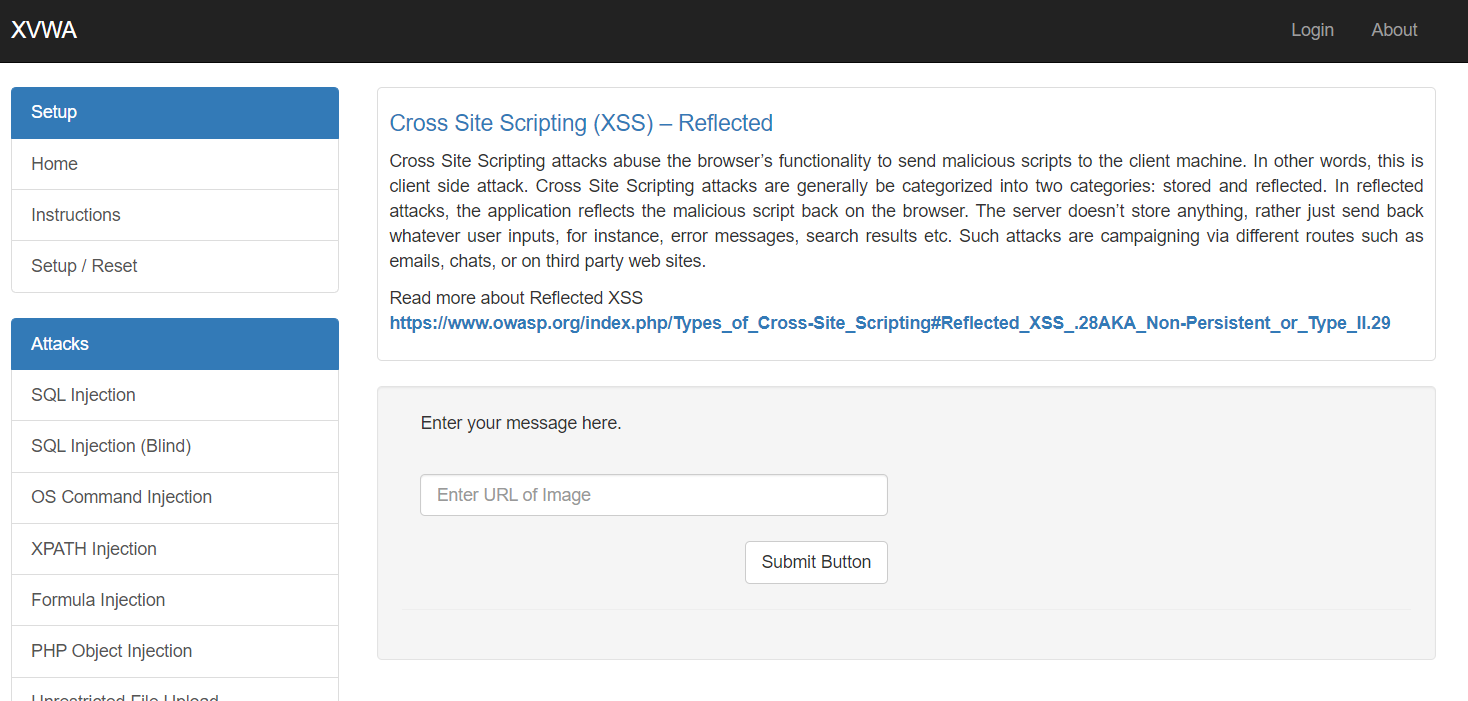 XVWA
Login About
Setup
Home
Instructions
Setup / Reset
Attacks
SQL Injection
SQL Injection (Blind)
OS Command Injection
XPATH Injection
Formula Injection
PHP Object Injection
Unrestricted File Upload
Cross Site Scripting (XSS) – Reflected
Cross Site Scripting attacks abuse the browser’s functionality to send malicious scripts to the client machine. In other words, this is
client side attack. Cross Site Scripting attacks are generally be categorized into two categories: stored and reflected. In reflected
attacks, the application reflects the malicious script back on the browser. The server doesn’t store anything, rather just send back
whatever user inputs, for instance, error messages, search results etc. Such attacks are campaigning via different routes such as
emails, chats, or on third party web sites.
Read more about Reflected XSS
https://www.owasp.org/index.php/Types_of_Cross-Site_Scripting#Reflected_XSS_.28AKA_Non-Persistent_or_Type_II.29
Enter your message here.
Enter URL of Image
Submit Button